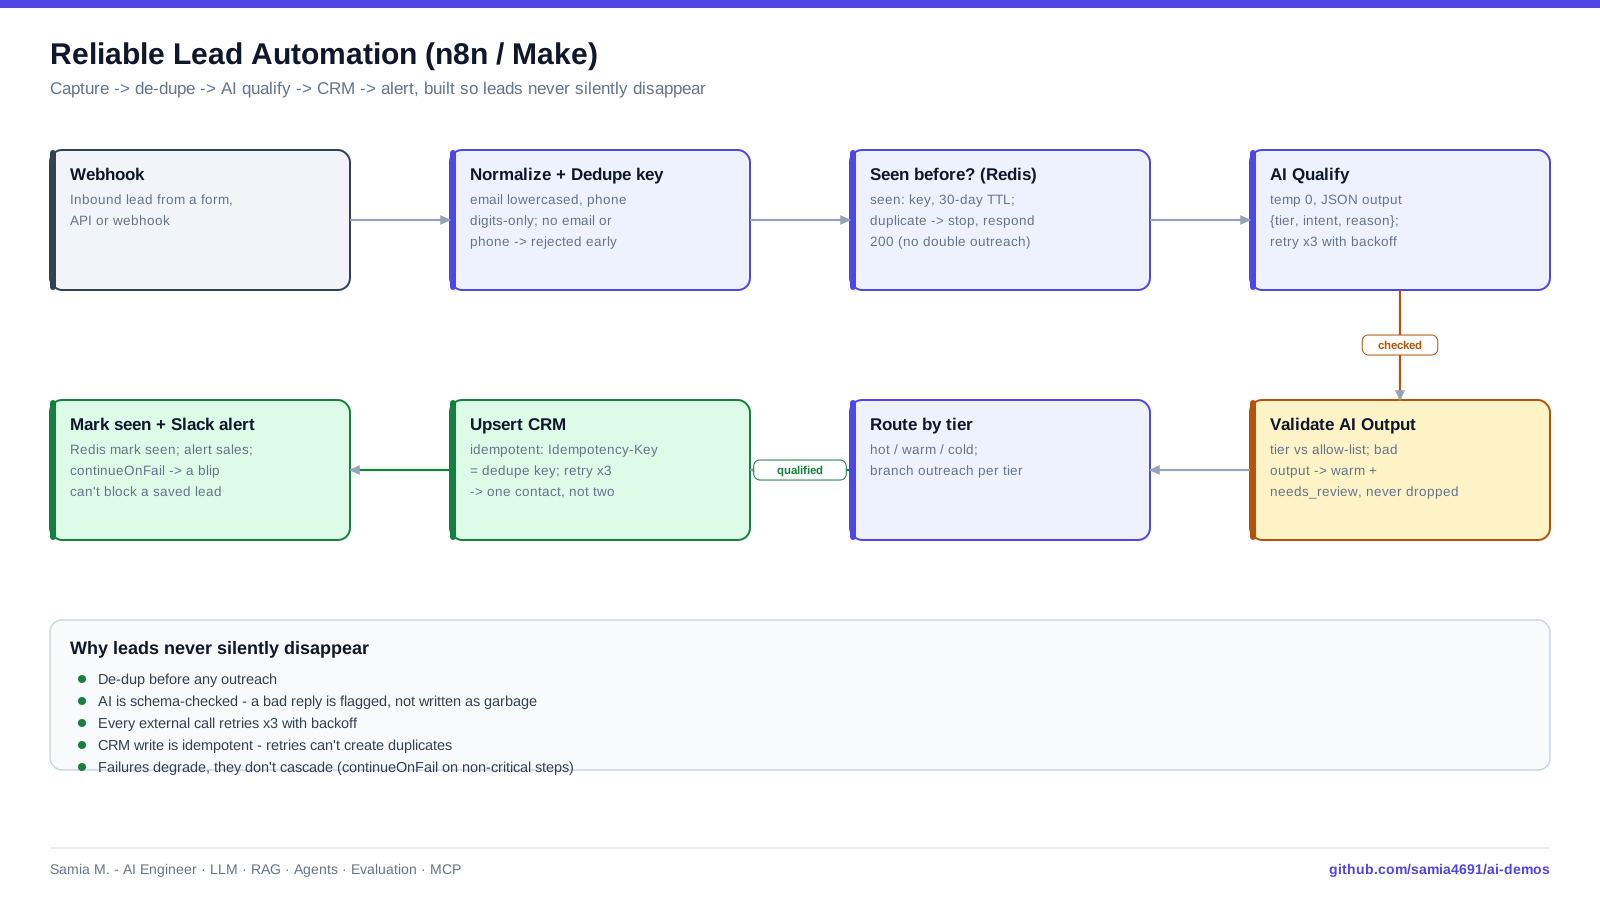 Reliable Lead Automation (n8n / Make)
Capture -> de-dupe -> AI qualify -> CRM -> alert, built so leads never silently disappear
Webhook
Inbound lead from a form,
API or webhook
Normalize + Dedupe key
email lowercased, phone
digits-only; no email or
phone -> rejected early
Seen before? (Redis)
seen: key, 30-day TTL;
duplicate -> stop, respond
200 (no double outreach)
AI Qualify
temp 0, JSON output
{tier, intent, reason};
retry x3 with backoff
checked
Mark seen + Slack alert
Redis mark seen; alert sales;
continueOnFail -> a blip
can't block a saved lead
Upsert CRM
idempotent: Idempotency-Key
= dedupe key; retry x3
-> one contact, not two
qualified
Route by tier
hot / warm / cold;
branch outreach per tier
Validate AI Output
tier vs allow-list; bad
output -> warm +
needs_review, never dropped
Why leads never silently disappear
De-dup before any outreach
AI is schema-checked - a bad reply is flagged, not written as garbage
Every external call retries x3 with backoff
CRM write is idempotent - retries can't create duplicates
Failures degrade, they don't cascade (continueOnFail on non-critical steps)
Samia M. - AI Engineer · LLM · RAG · Agents · Evaluation · MCP
github.com/samia4691/ai-demos